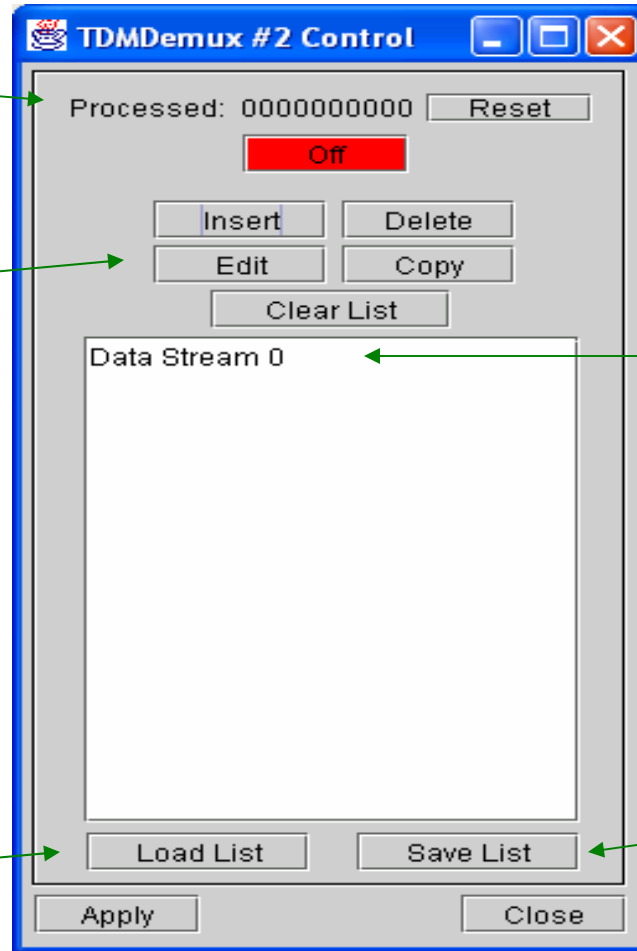 TDMDemux #2 Control
Processed: 0000000000 Reset
Off
Insert Delete
Edit Copy
Clear List
Data Stream 0
Load List Save List
Apply Close